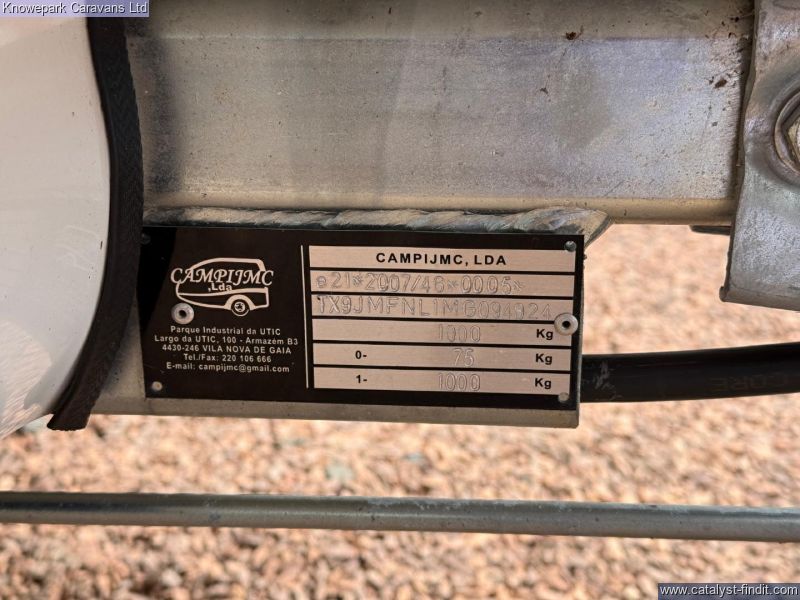 Knowepark Caravans Ltd
CAMPIJMC
,Lda
Parque Industrial da UTIC
Largo da UTIC, 100 - Armazém B3
4430-246 VILA NOVA DE GAIA
Tel./Fax: 220 106 666
E-mail: campijmc@gmail.com
CAMPIJMC, LDA
e21*2007/46*0005*
TX9JMFNL1MG094924
1000 Kg
0- 75 Kg
1- 1000 Kg
CORE
www.catalyst-findit.com